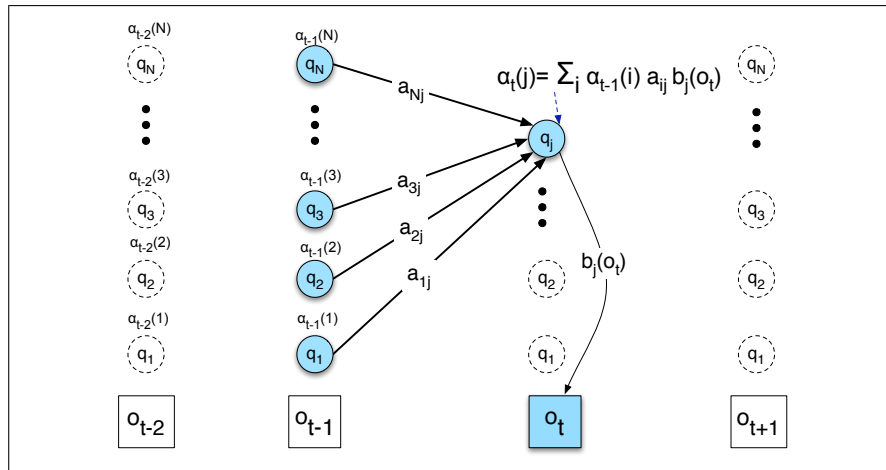 αt-2(N) αt-1(N)
qN qN qN
αt(j)= Σi αt-1(i) aij bj(ot)
aNj
qj
αt-2(3) αt-1(3)
a3j
q3 q3 q3
a2j
αt-2(2) αt-1(2)
bj(ot)
q2 q2 q2 q2
a1j
αt-2(1) αt-1(1)
q1 q1 q1 q1
ot-2 ot-1 ot ot+1